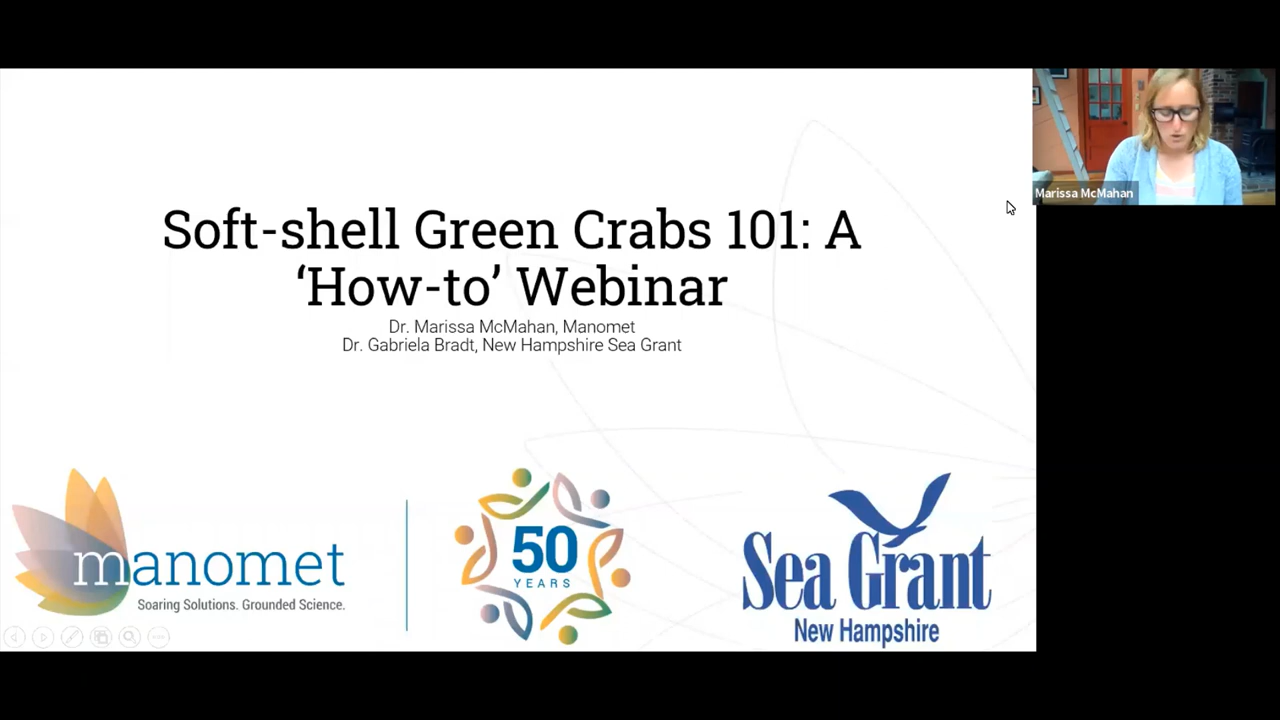 Soft-shell Green Crabs 101: A
‘How-to’ Webinar
Dr. Marissa McMahan, Manomet
Dr. Gabriela Bradt, New Hampshire Sea Grant
Marissa McMahan
manomet
Soaring Solutions. Grounded Science.
50
YEARS
Sea Grant
New Hampshire